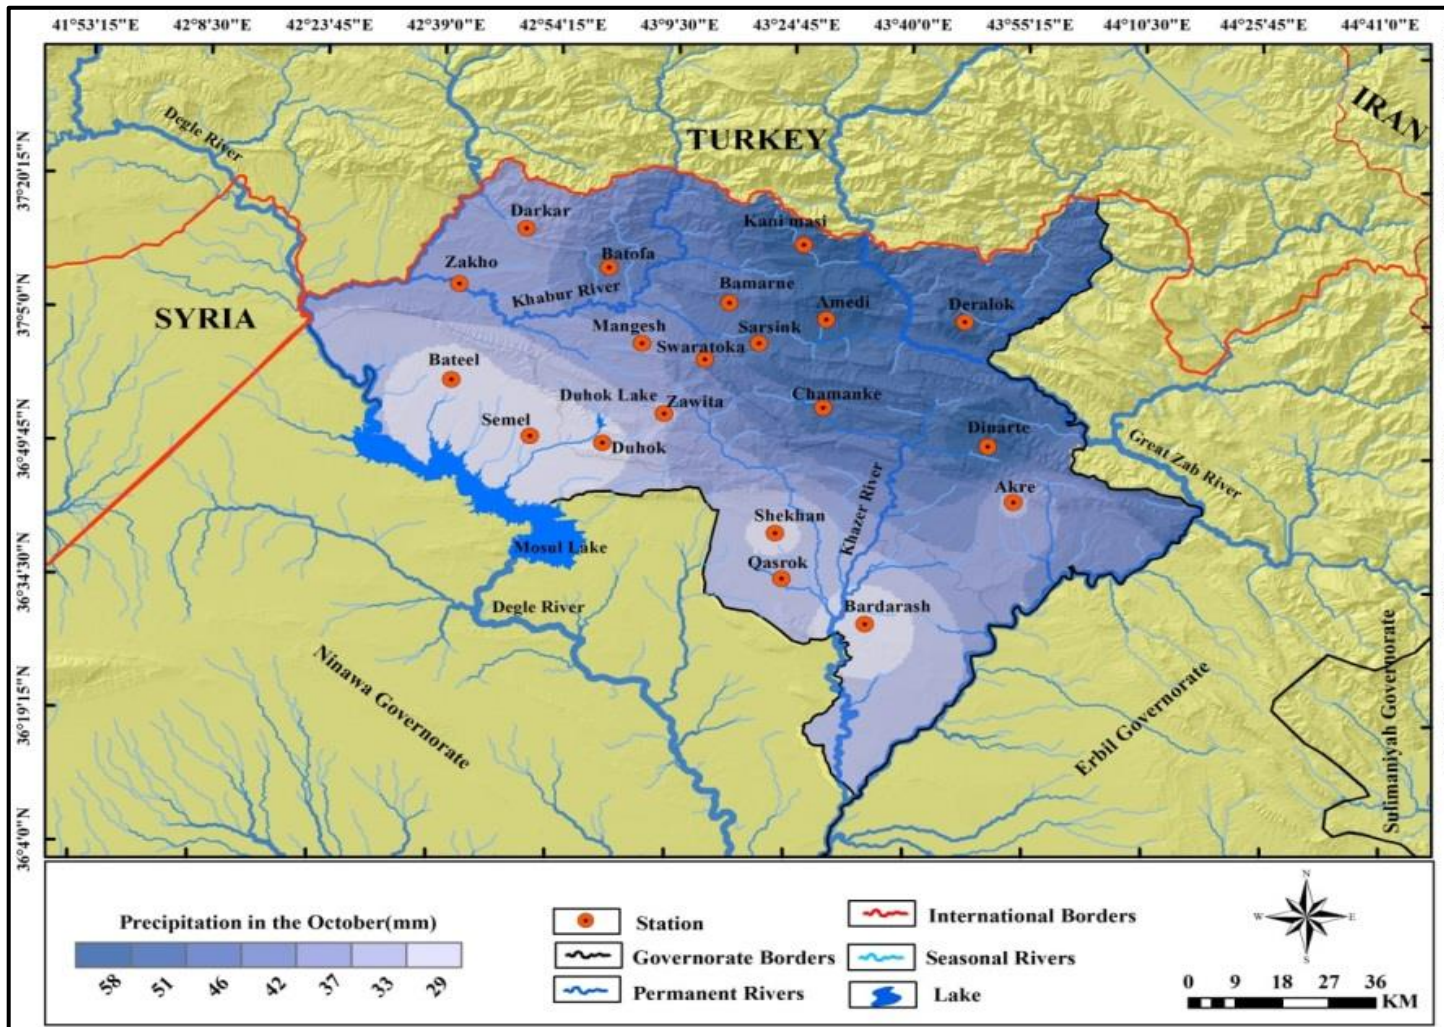 41°53'15"E 42°8'30"E 42°23'45"E 42°39'0"E 42°54'15"E 43°9'30"E 43°24'45"E 43°40'0"E 43°55'15"E 44°10'30"E 44°25'45"E 44°41'0"E
37°20'15"N
37°5'0"N
36°49'45"N
36°34'30"N
36°19'15"N
36°4'0"N
Degle River
TURKEY
IRAN
Darkar
Kani masi
Zakho
Batofa
Khabur River
Bamarne
Amedi
Deralok
SYRIA
Mangesh
Sarsink
Swaratoka
Bateel
Duhok Lake
Zawita
Chamanke
Semel
Duhok
Dinarte
Great Zab River
Khazer River
Akre
Shekhan
Mosul Lake
Qasrok
Degle River
Bardarash
Ninawa Governorate
Erbil Governorate
Sulimaniyah Governorate
Precipitation in the October(mm)
58 51 46 42 37 33 29
Station
Governorate Borders
Permanent Rivers
International Borders
Seasonal Rivers
Lake
N
W E
S
0 9 18 27 36
KM